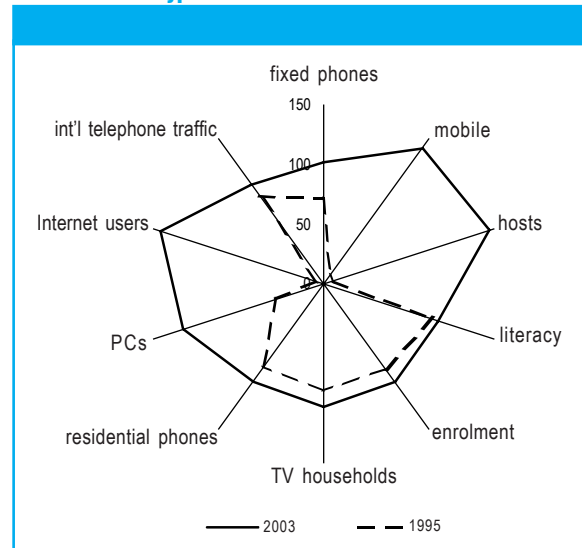 fixed phones
150
int'l telephone traffic
mobile
100
Internet users
hosts
50
0
PCs
literacy
residential phones
enrolment
TV households
2003
1995